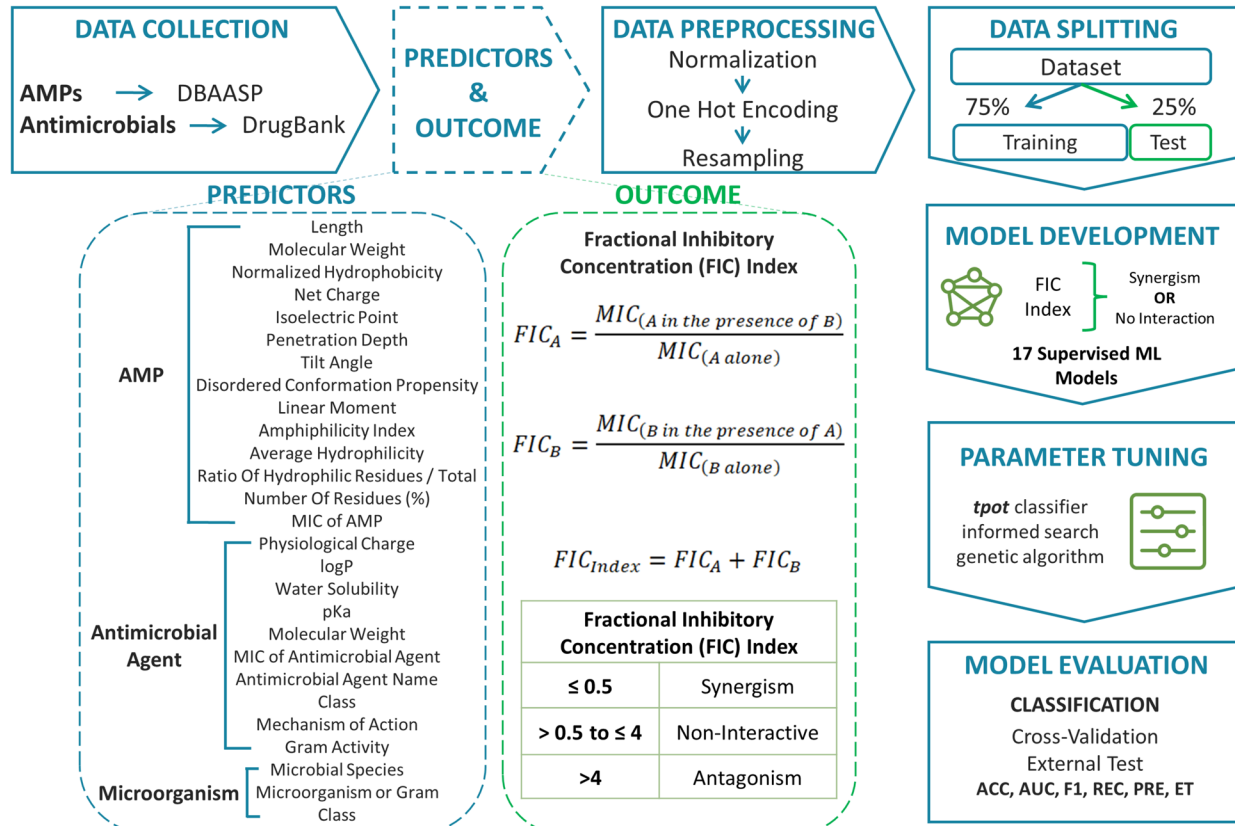 DATA COLLECTION
AMPs → DBAASP
Antimicrobials → DrugBank
PREDICTORS
&
OUTCOME
DATA PREPROCESSING
Normalization
One Hot Encoding
Resampling
DATA SPLITTING
Dataset
75% 25%
Training Test
PREDICTORS
AMP
Length
Molecular Weight
Normalized Hydrophobicity
Net Charge
Isoelectric Point
Penetration Depth
Tilt Angle
Disordered Conformation Propensity
Linear Moment
Amphiphilicity Index
Average Hydrophilicity
Ratio Of Hydrophilic Residues / Total
Number Of Residues (%)
MIC of AMP
Antimicrobial
Agent
Physiological Charge
logP
Water Solubility
pKa
Molecular Weight
MIC of Antimicrobial Agent
Antimicrobial Agent Name
Class
Mechanism of Action
Gram Activity
Microorganism
Microbial Species
Microorganism or Gram
Class
OUTCOME
Fractional Inhibitory
Concentration (FIC) Index
FIC_A = MIC_(A in the presence of B) / MIC_(A alone)
FIC_B = MIC_(B in the presence of A) / MIC_(B alone)
FIC_Index = FIC_A + FIC_B
Fractional Inhibitory
Concentration (FIC) Index
≤ 0.5 Synergism
> 0.5 to ≤ 4 Non-Interactive
>4 Antagonism
MODEL DEVELOPMENT
FIC
Index
Synergism
OR
No Interaction
17 Supervised ML
Models
PARAMETER TUNING
tpot classifier
informed search
genetic algorithm
MODEL EVALUATION
CLASSIFICATION
Cross-Validation
External Test
ACC, AUC, F1, REC, PRE, ET